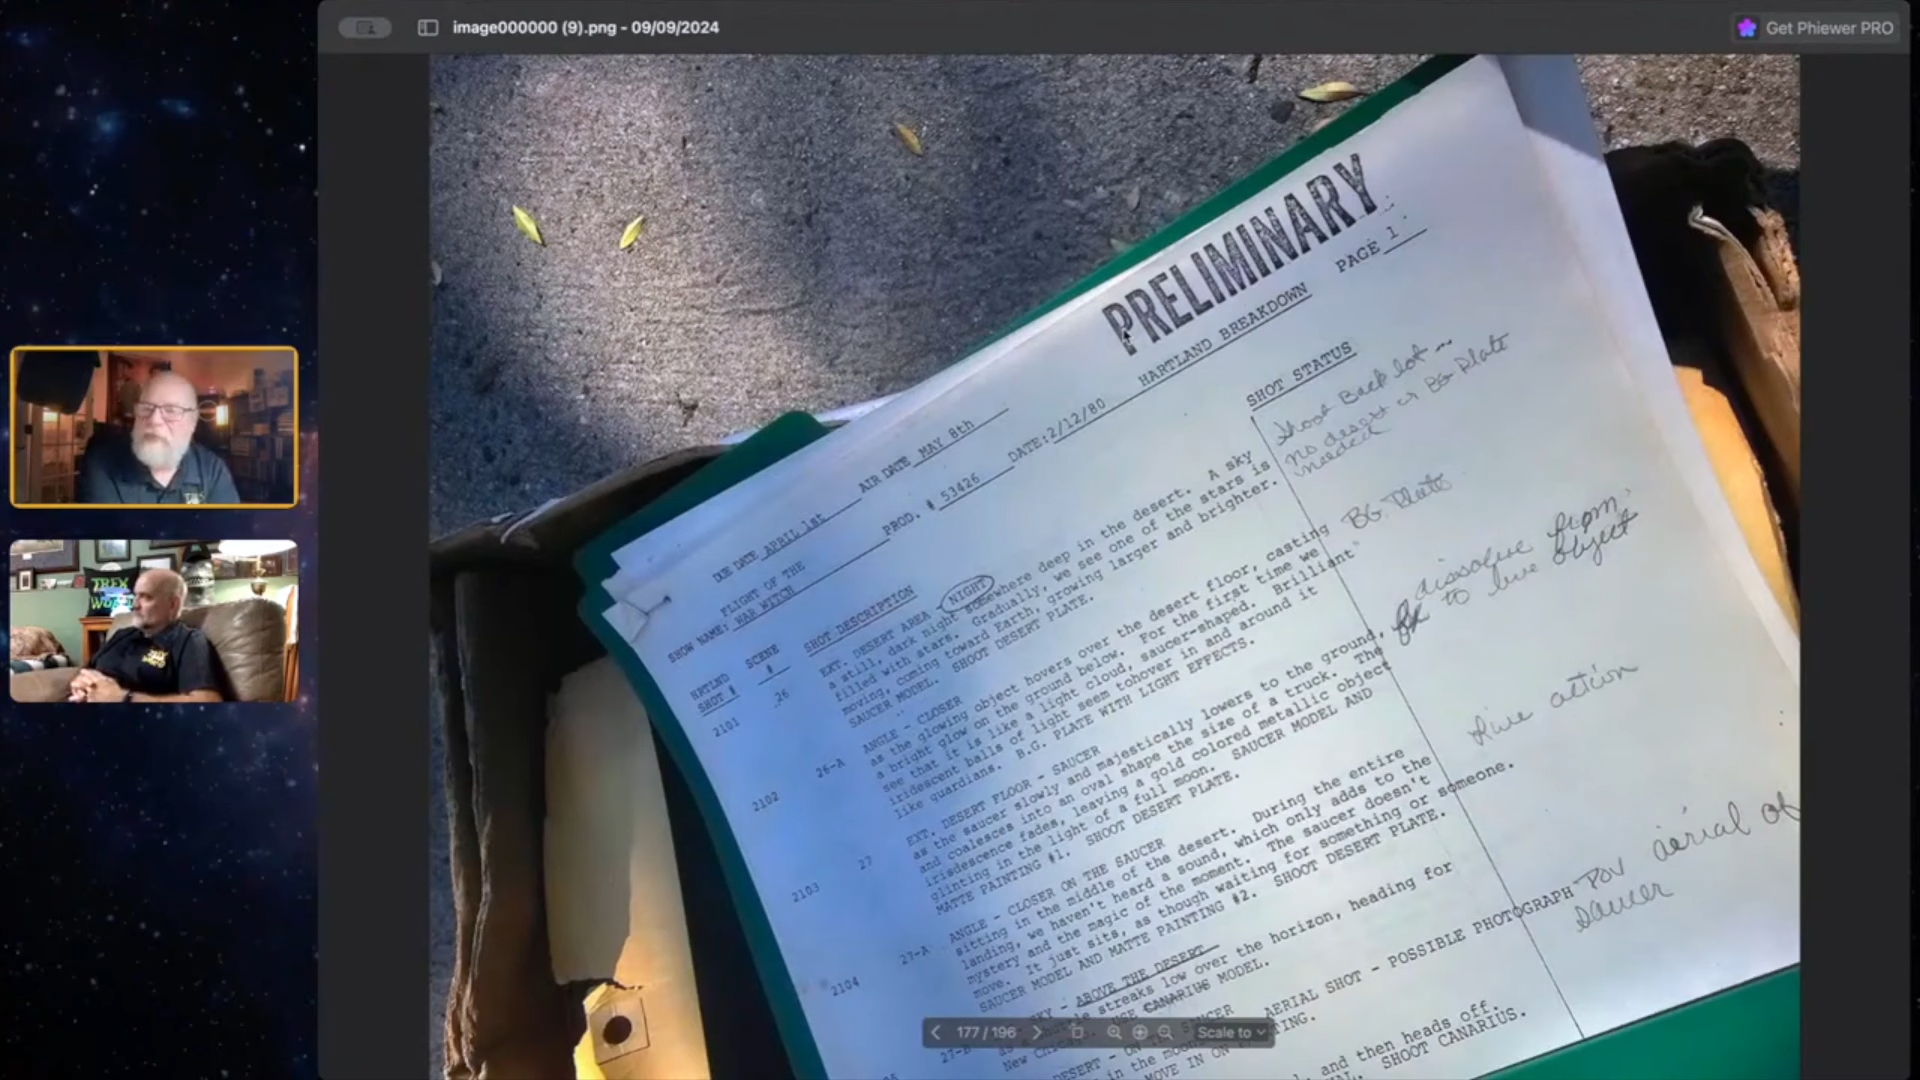 image000000 (9).png - 09/09/2024
Get Phiewer PRO
PRELIMINARY
HARTLAND BREAKDOWN
PAGE 1
DUE DATE APRIL 1st
AIR DATE MAY 8th
SHOW NAME: FLIGHT OF THE
WAR WITCH
PROD. # 53426
DATE: 2/12/80
HRTLND
SHOT #
SCENE
#
SHOT DESCRIPTION
SHOT STATUS
2101
26
EXT. DESERT AREA - NIGHT
a still, dark night somewhere deep in the desert. A sky
filled with stars. Gradually, we see one of the stars is
moving, coming toward Earth, growing larger and brighter.
SAUCER MODEL. SHOOT DESERT PLATE.
Shoot Back lot -
no desert or BG Plate
needed
2102
26-A
ANGLE - CLOSER
as the glowing object hovers over the desert floor, casting
a bright glow on the ground below. For the first time we
see that it is like a light cloud, saucer-shaped. Brilliant
iridescent balls of light seem tohover in and around it
like guardians. B.G. PLATE WITH LIGHT EFFECTS.
BG. Plate
2103
27
EXT. DESERT FLOOR - SAUCER
as the saucer slowly and majestically lowers to the ground,
and coalesces into an oval shape the size of a truck. The
iridescence fades, leaving a gold colored metallic object
glinting in the light of a full moon. SAUCER MODEL AND
MATTE PAINTING #1. SHOOT DESERT PLATE.
dissolve from
to live object
2104
27-A
ANGLE - CLOSER ON THE SAUCER
sitting in the middle of the desert. During the entire
landing, we haven't heard a sound, which only adds to the
mystery and the magic of the moment. The saucer doesn't
move. It just sits, as though waiting for something or someone.
SAUCER MODEL AND MATTE PAINTING #2. SHOOT DESERT PLATE.
Live action
27-B
SKY - ABOVE THE DESERT
streaks low over the horizon, heading for
New USE CANARIUS MODEL.
DESERT - ON AERIAL SHOT - POSSIBLE PHOTOGRAPH
in the
MOVE IN ON
POV aerial of
Saucer
and then heads off.
SHOOT CANARIUS.
177 / 196
Scale to
TREK